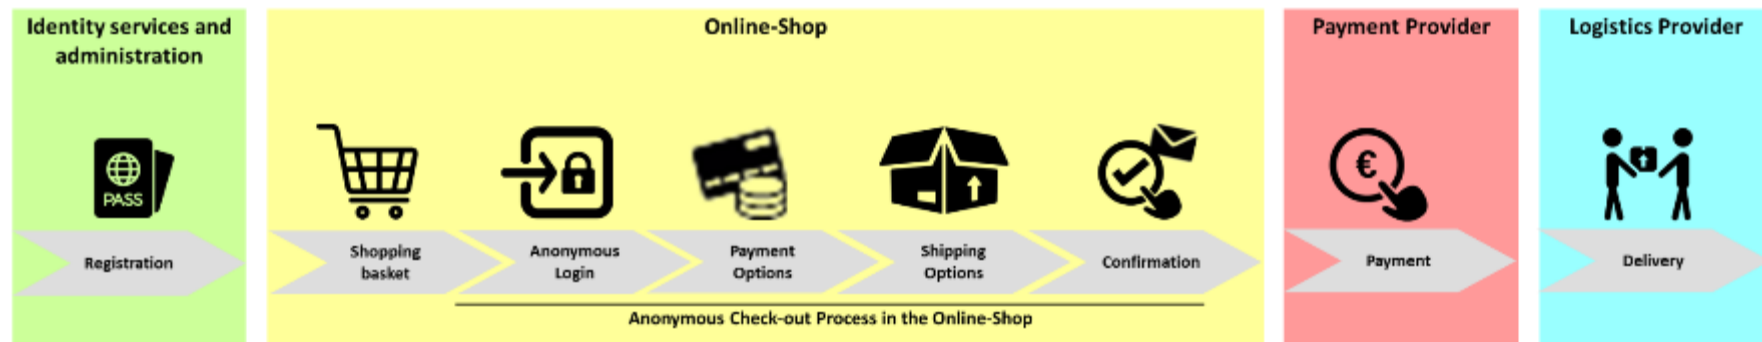 Identity services and
administration
PASS
Registration
Online-Shop
Shopping
basket
Anonymous
Login
Payment
Options
Shipping
Options
Confirmation
Anonymous Check-out Process in the Online-Shop
Payment Provider
€
Payment
Logistics Provider
Delivery